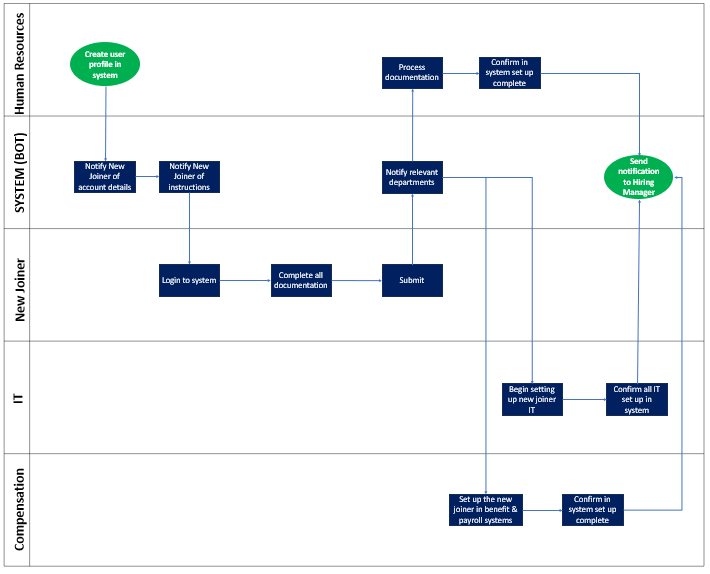 Human Resources
Create user
profile in
system
Process
documentation
Confirm in
system set up
complete
SYSTEM (BOT)
Notify New
Joiner of
account details
Notify New
Joiner of
instructions
Notify relevant
departments
Send
notification
to Hiring
Manager
New Joiner
Login to system
Complete all
documentation
Submit
IT
Begin setting
up new joiner
IT
Confirm all IT
set up in
system
Compensation
Set up the new
joiner in benefit &
payroll systems
Confirm in
system set up
complete